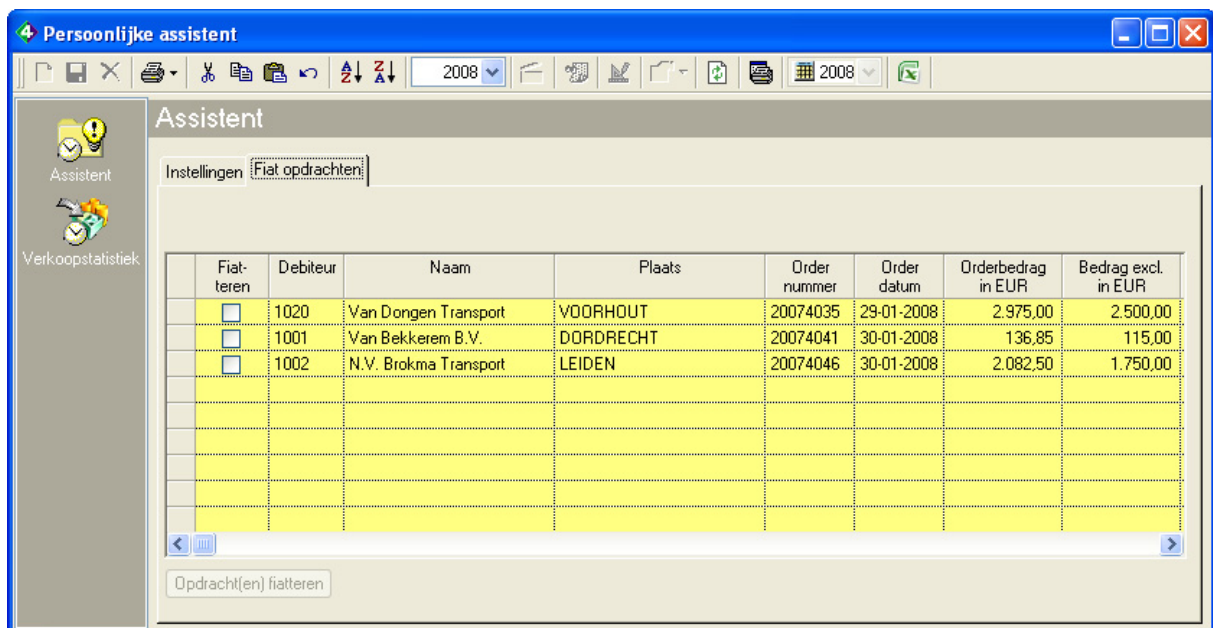 Persoonlijke assistent
2008 2008
Assistent
Assistent
Verkoopstatistiek
Instellingen Fiat opdrachten
Fiat-teren Debiteur Naam Plaats Order nummer Order datum Orderbedrag in EUR Bedrag excl. in EUR
1020 Van Dongen Transport VOORHOUT 20074035 29-01-2008 2.975,00 2.500,00
1001 Van Bekkerem B.V. DORDRECHT 20074041 30-01-2008 136,85 115,00
1002 N.V. Brokma Transport LEIDEN 20074046 30-01-2008 2.082,50 1.750,00
Opdracht(en) fiatteren